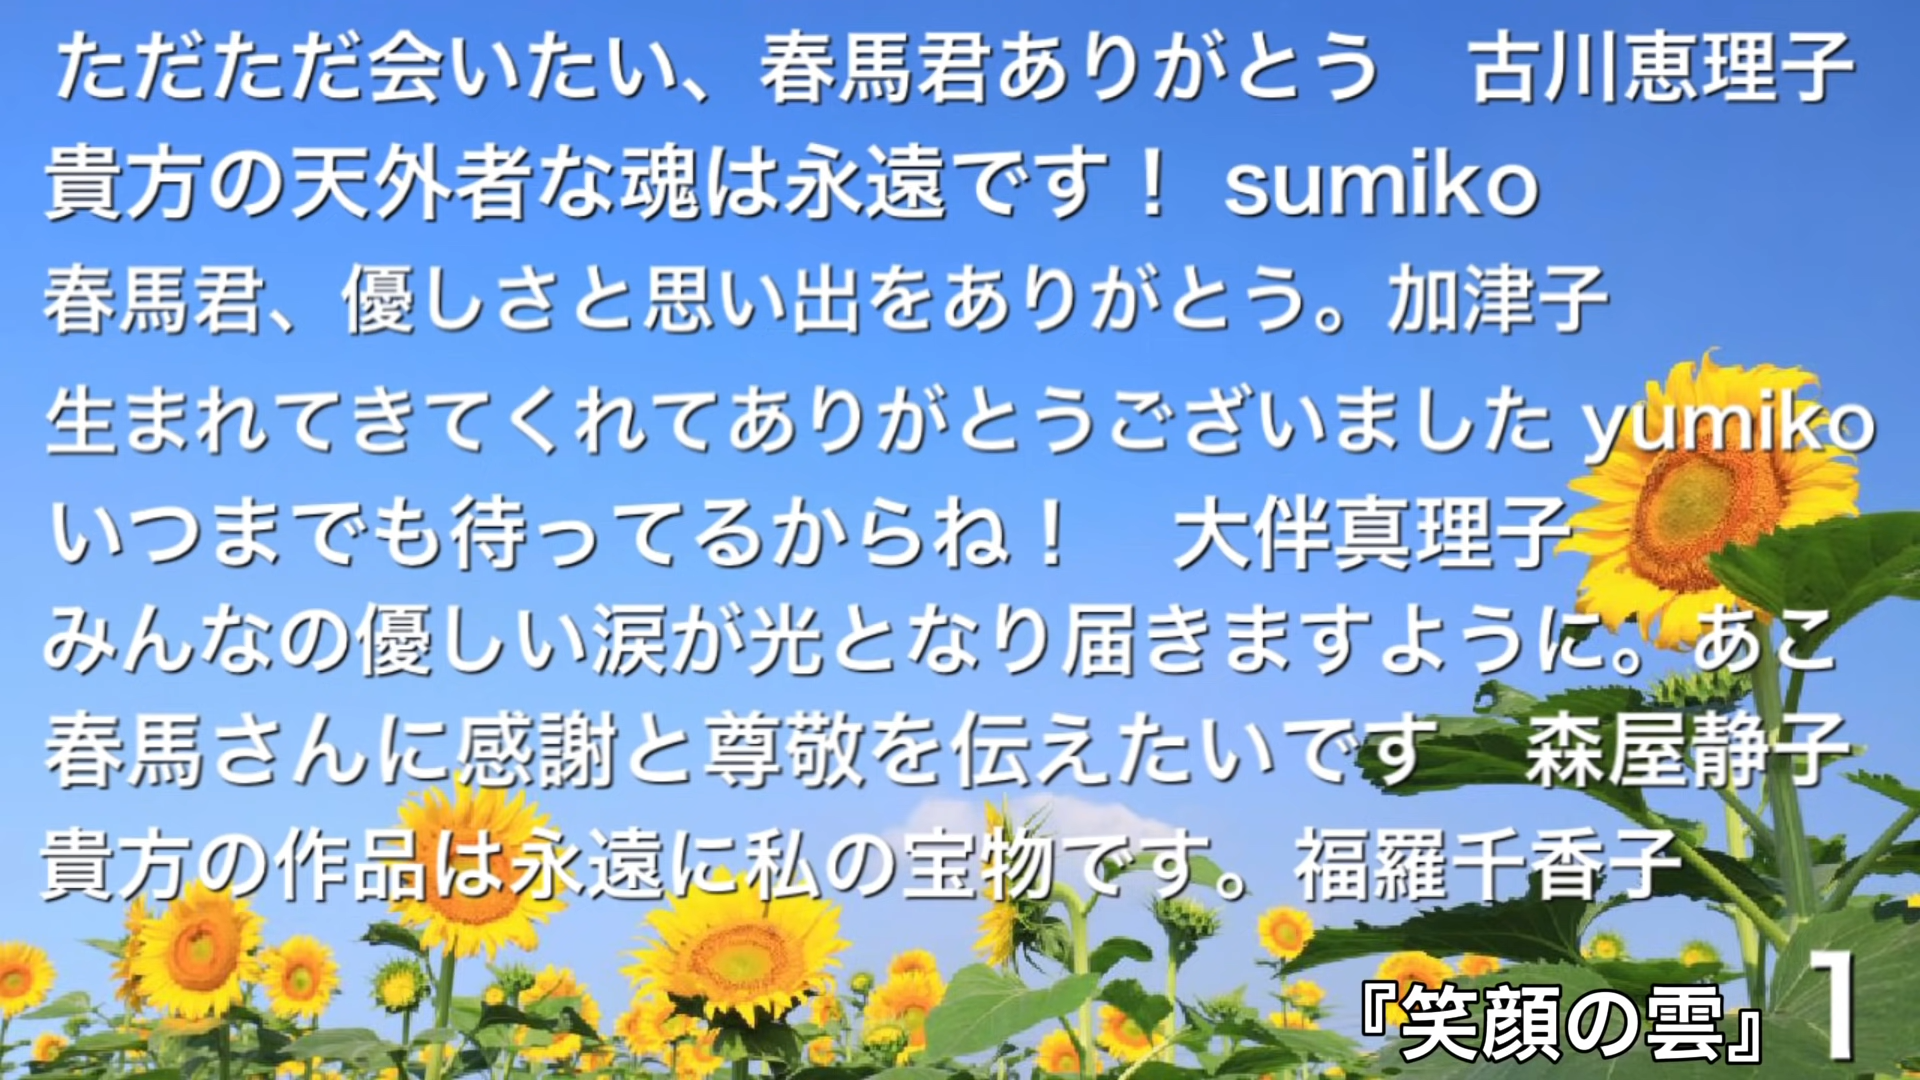 ただただ会いたい、春馬君ありがとう　古川恵理子
貴方の天外者な魂は永遠です！ sumiko
春馬君、優しさと思い出をありがとう。加津子
生まれてきてくれてありがとうございました yumiko
いつまでも待ってるからね！　大伴真理子
みんなの優しい涙が光となり届きますように。あこ
春馬さんに感謝と尊敬を伝えたいです　森屋静子
貴方の作品は永遠に私の宝物です。福羅千香子
『笑顔の雲』1